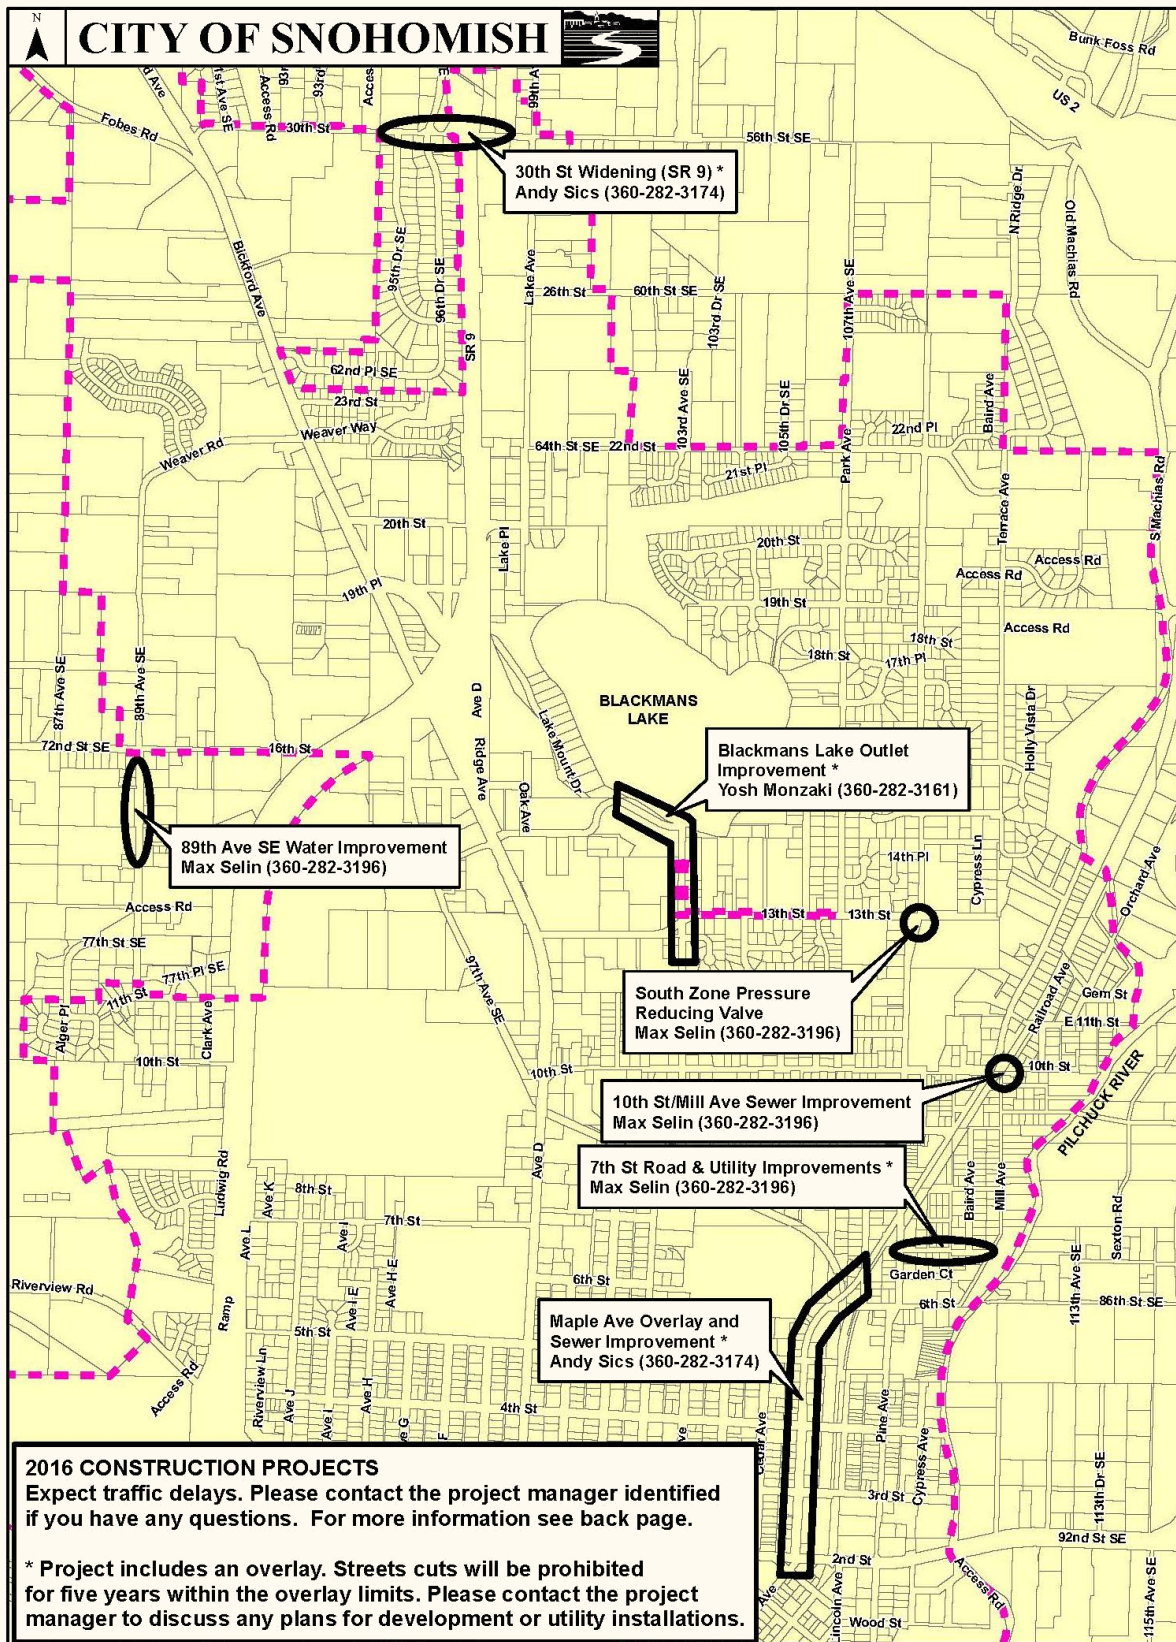 N
CITY OF SNOHOMISH
Bunk Foss Rd
US 2
Fobes Rd
Access Rd
30th St
56th St SE
30th St Widening (SR 9) *
Andy Sics (360-282-3174)
N Ridge Dr
Old Machias Rd
Bickford Ave
95th Dr SE
96th Dr SE
Lake Ave
26th St
60th St SE
103rd Dr SE
107th Ave SE
SR 9
62nd Pl SE
23rd St
Weaver Way
Weaver Rd
64th St SE
22nd St
103rd Ave SE
105th Dr SE
Park Ave
22nd Pl
Baird Ave
21st Pl
Terrace Ave
S Machias Rd
20th St
Lake Pl
20th St
Access Rd
Access Rd
19th Pl
19th St
Access Rd
18th St
18th St
17th Pl
87th Ave SE
89th Ave SE
Ave D
BLACKMANS
LAKE
Lake Mount Dr
Holly Vista Dr
72nd St SE
16th St
Ridge Ave
Oak Ave
Blackmans Lake Outlet
Improvement *
Yosh Monzaki (360-282-3161)
89th Ave SE Water Improvement
Max Selin (360-282-3196)
14th Pl
Cypress Ln
Orchard Ave
Access Rd
13th St
13th St
77th St SE
77th Pl SE
11th St
97th Ave SE
South Zone Pressure
Reducing Valve
Max Selin (360-282-3196)
Railroad Ave
Gem St
E 11th St
Alger Pl
Clark Ave
10th St
10th St
10th St
PILCHUCK RIVER
10th St/Mill Ave Sewer Improvement
Max Selin (360-282-3196)
7th St Road & Utility Improvements *
Max Selin (360-282-3196)
Ave D
Ludwig Rd
Ave K
8th St
Baird Ave
Mill Ave
Sexton Rd
Ave L
Ave I
7th St
Garden Ct
113th Ave SE
Riverview Rd
Ave I E
Ave H E
6th St
6th St
86th St SE
Ramp
5th St
Maple Ave Overlay and
Sewer Improvement *
Andy Sics (360-282-3174)
Access Rd
Riverview Ln
Ave J
Ave I
Ave H
4th St
Pine Ave
Cypress Ave
3rd St
113th Dr SE
92nd St SE
2nd St
Access Rd
Lincoln Ave
Wood St
115th Ave SE
2016 CONSTRUCTION PROJECTS
Expect traffic delays. Please contact the project manager identified
if you have any questions. For more information see back page.
* Project includes an overlay. Streets cuts will be prohibited
for five years within the overlay limits. Please contact the project
manager to discuss any plans for development or utility installations.